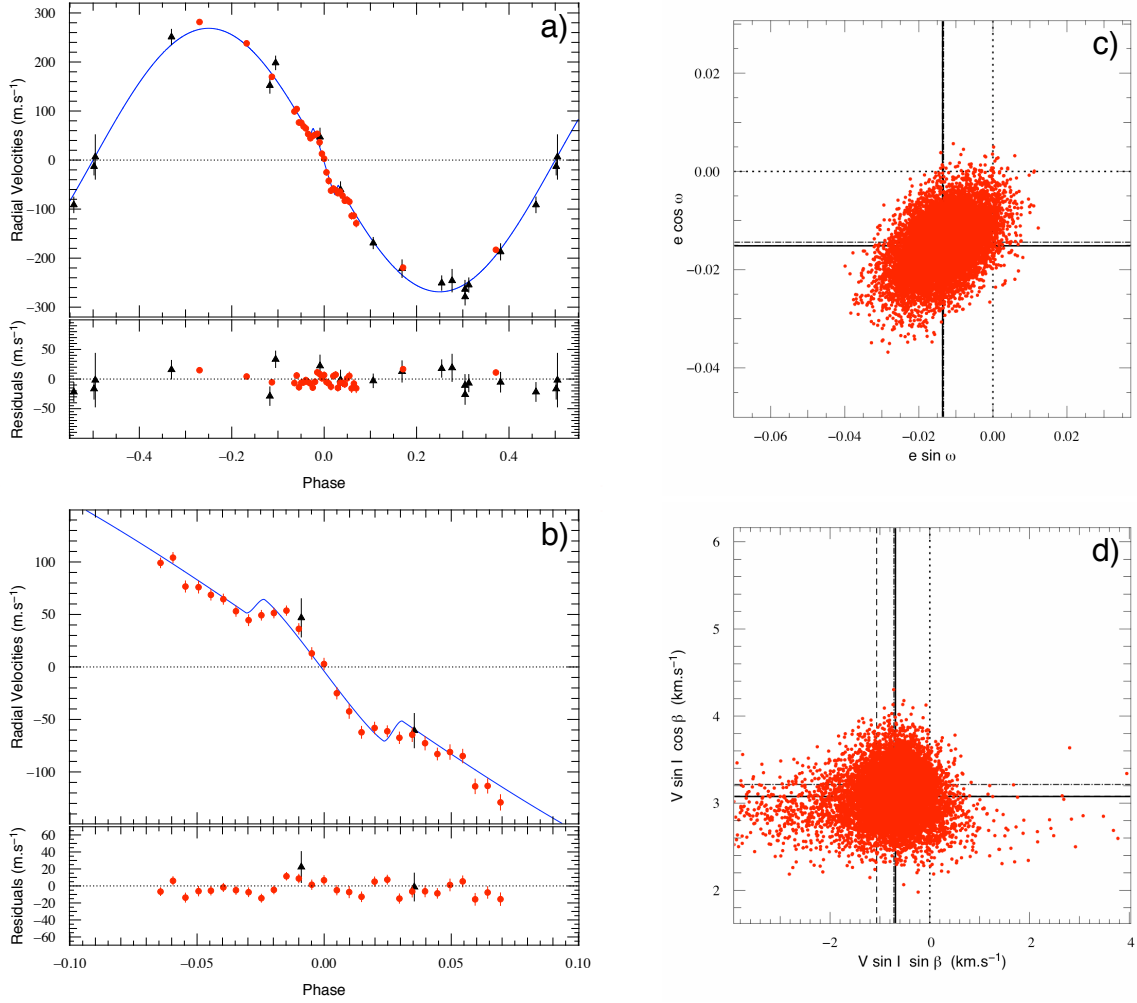 a)
Radial Velocities (m.s⁻¹)
300
200
100
0
−100
−200
−300
Residuals (m.s⁻¹)
50
0
−50
−0.4 −0.2 0.0 0.2 0.4
Phase
b)
Radial Velocities (m.s⁻¹)
100
50
0
−50
−100
Residuals (m.s⁻¹)
60
40
20
0
−20
−40
−60
−0.10 −0.05 0.00 0.05 0.10
Phase
c)
e cos ω
0.02
0.00
−0.02
−0.04
−0.06 −0.04 −0.02 0.00 0.02
e sin ω
d)
V sin I cos β (km.s⁻¹)
6
5
4
3
2
−2 0 2 4
V sin I sin β (km.s⁻¹)